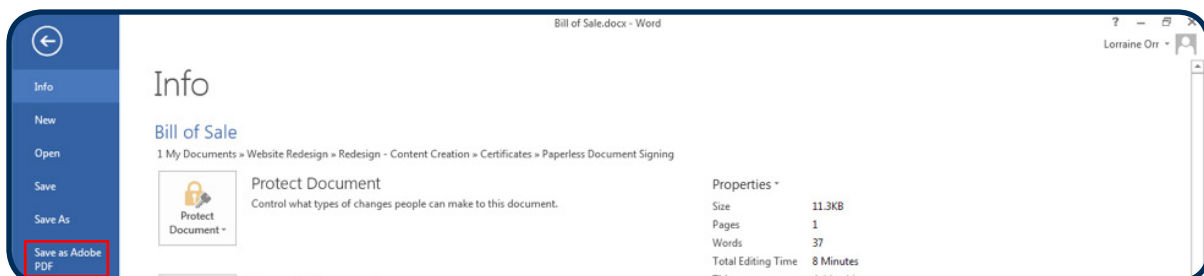 Bill of Sale.docx - Word
?
Lorraine Orr
Info
Info
New
Bill of Sale
Open
1 My Documents » Website Redesign » Redesign - Content Creation » Certificates » Paperless Document Signing
Save
Protect Document
Properties
Control what types of changes people can make to this document.
Size 11.3KB
Save As
Protect
Document
Pages 1
Words 37
Save as Adobe
PDF
Total Editing Time 8 Minutes